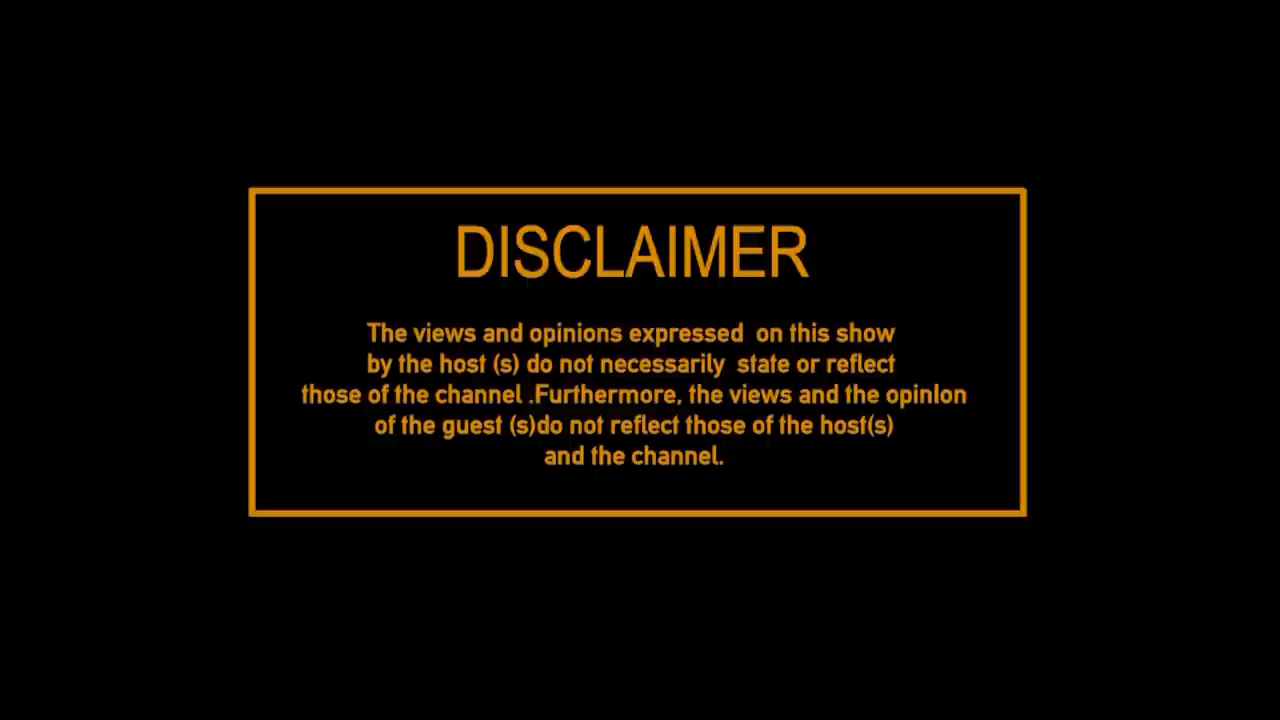 DISCLAIMER
The views and opinions expressed  on this show
by the host (s) do not necessarily  state or reflect
those of the channel .Furthermore, the views and the opinIon
of the guest (s)do not reflect those of the host(s)
and the channel.